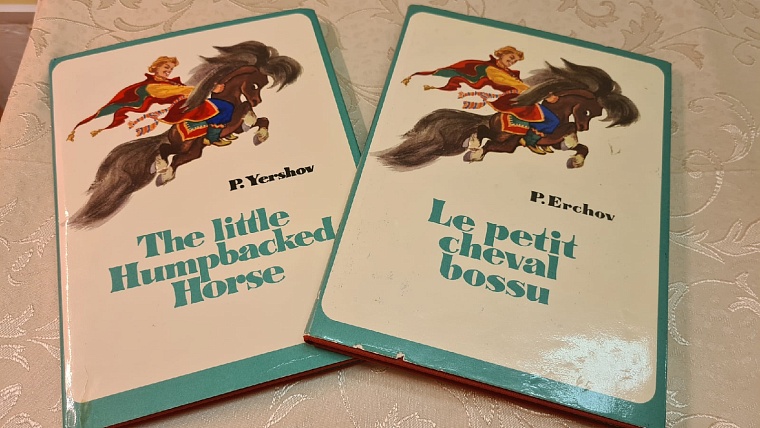 P. Yershov
The little
Humpbacked
Horse
P. Erchov
Le petit
cheval
bossu